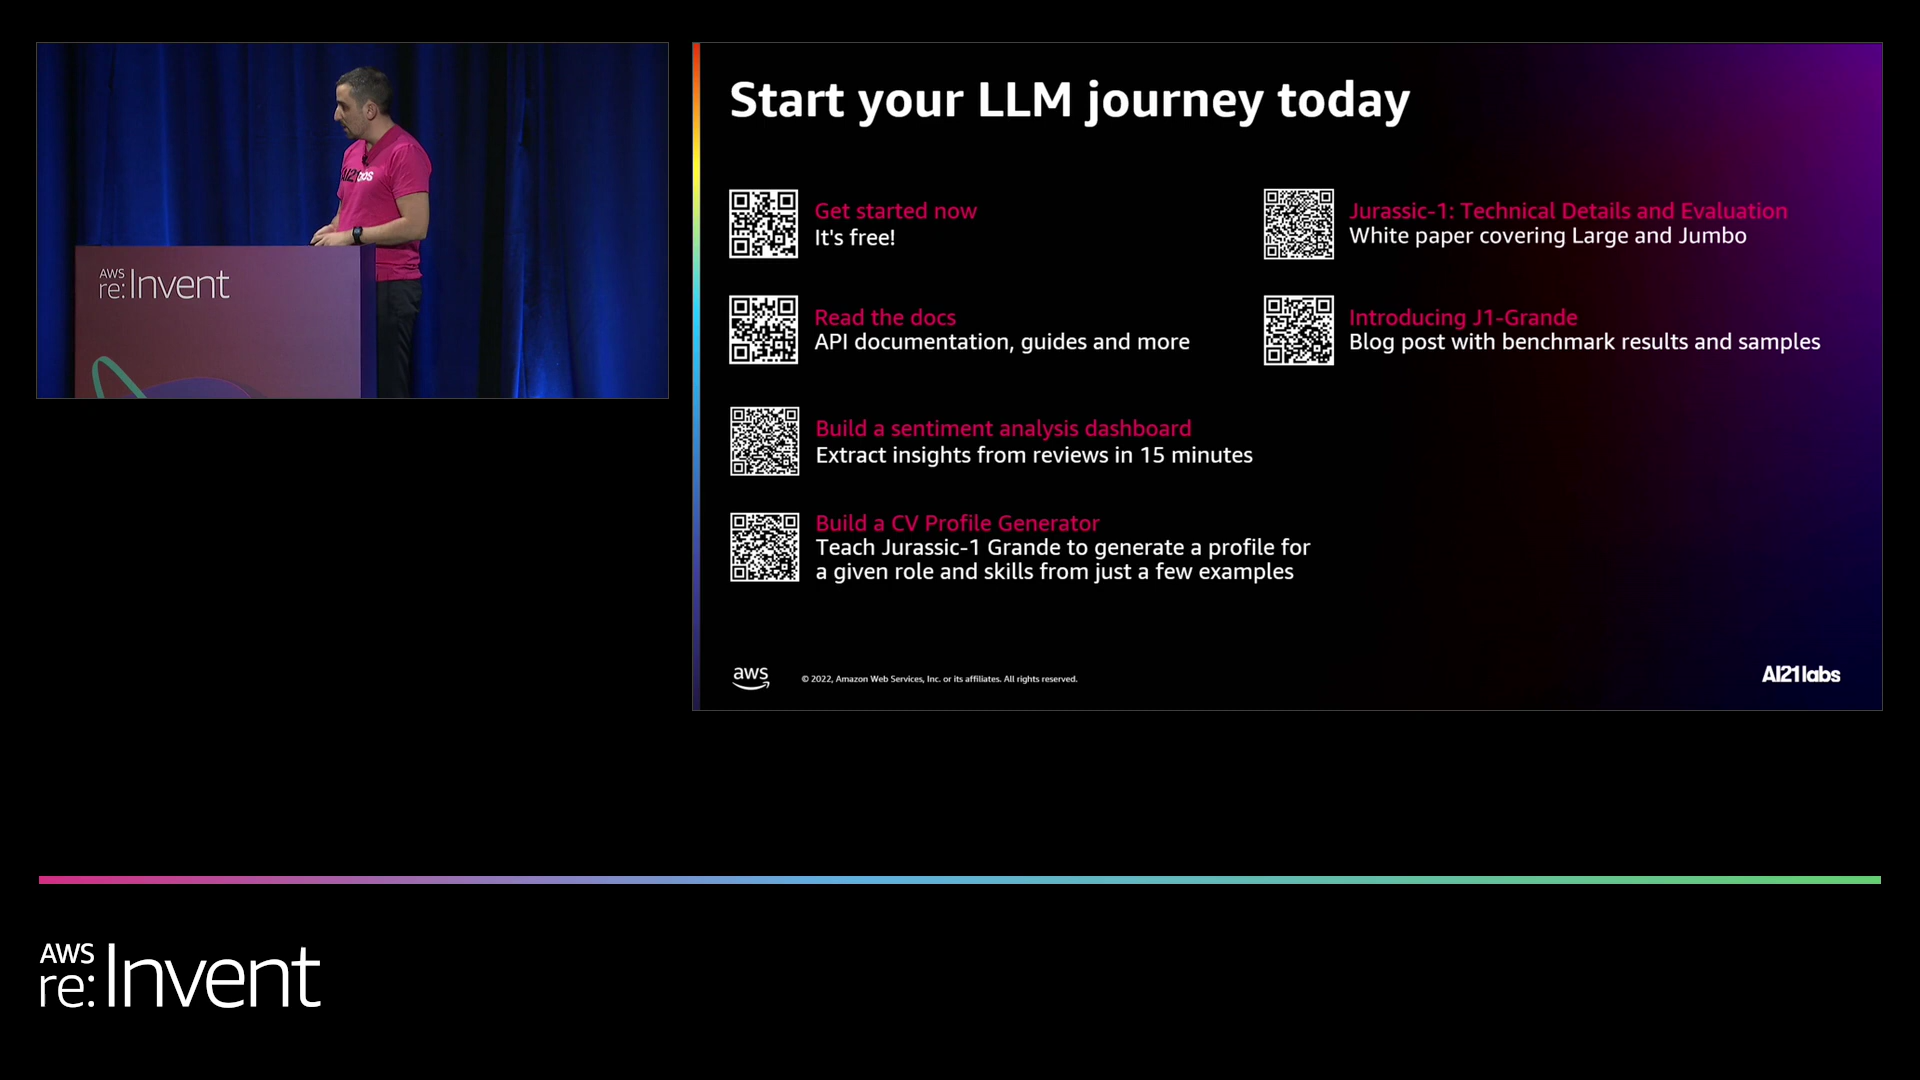 AI21 labs
AWS
re:Invent
Start your LLM journey today
Get started now
It's free!
Read the docs
API documentation, guides and more
Build a sentiment analysis dashboard
Extract insights from reviews in 15 minutes
Build a CV Profile Generator
Teach Jurassic-1 Grande to generate a profile for
a given role and skills from just a few examples
Jurassic-1: Technical Details and Evaluation
White paper covering Large and Jumbo
Introducing J1-Grande
Blog post with benchmark results and samples
aws
© 2022, Amazon Web Services, Inc. or its affiliates. All rights reserved.
AI21labs
AWS
re:Invent